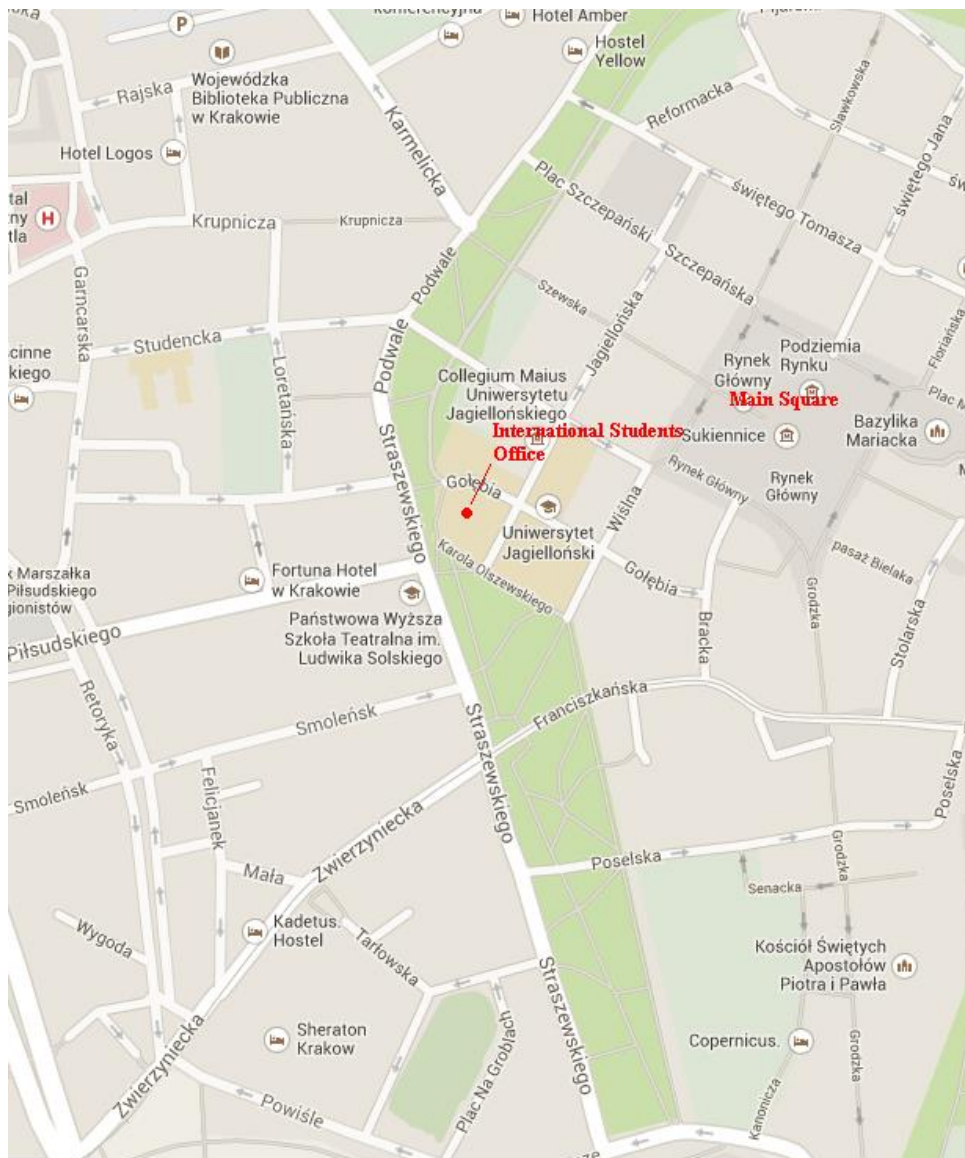 P
Hotel Amber
Hostel
Yellow
Wojewódzka
Biblioteka Publiczna
w Krakowie
Rajska
Karmelicka
Reformacka
Sławkowska
świętego Jana
Hotel Logos
Plac Szczepański
świętego Tomasza
H
Krupnicza
Krupnicza
Podwale
Szczepańska
Garncarska
Szewska
Jagiellońska
Floriańska
Studencka
Podwale
Rynek
Główny
Podziemia
Rynku
Main Square
Loretańska
Collegium Maius
Uniwersytetu
Jagiellońskiego
International Students
Office
Sukiennice
Bazylika
Mariacka
Straszewskiego
Gołębia
Rynek Główny
Rynek
Główny
Wiślna
Uniwersytet
Jagielloński
Karola Olszewskiego
pasaż Bielaka
Fortuna Hotel
w Krakowie
Gołębia
Grodzka
Państwowa Wyższa
Szkoła Teatralna im.
Ludwika Solskiego
Marszałka
Piłsudskiego
Piłsudskiego
Bracka
Stolarska
Retoryka
Smoleńsk
Straszewskiego
Franciszkańska
Smoleńsk
Felicjanek
Poselska
Zwierzyniecka
Mała
Poselska
Grodzka
Senacka
Wygoda
Kadetus.
Hostel
Tarłowska
Kościół Świętych
Apostołów
Piotra i Pawła
Straszewskiego
Sheraton
Krakow
Plac Na Groblach
Copernicus.
Grodzka
Zwierzyniecka
Powiśle
Kanonicza